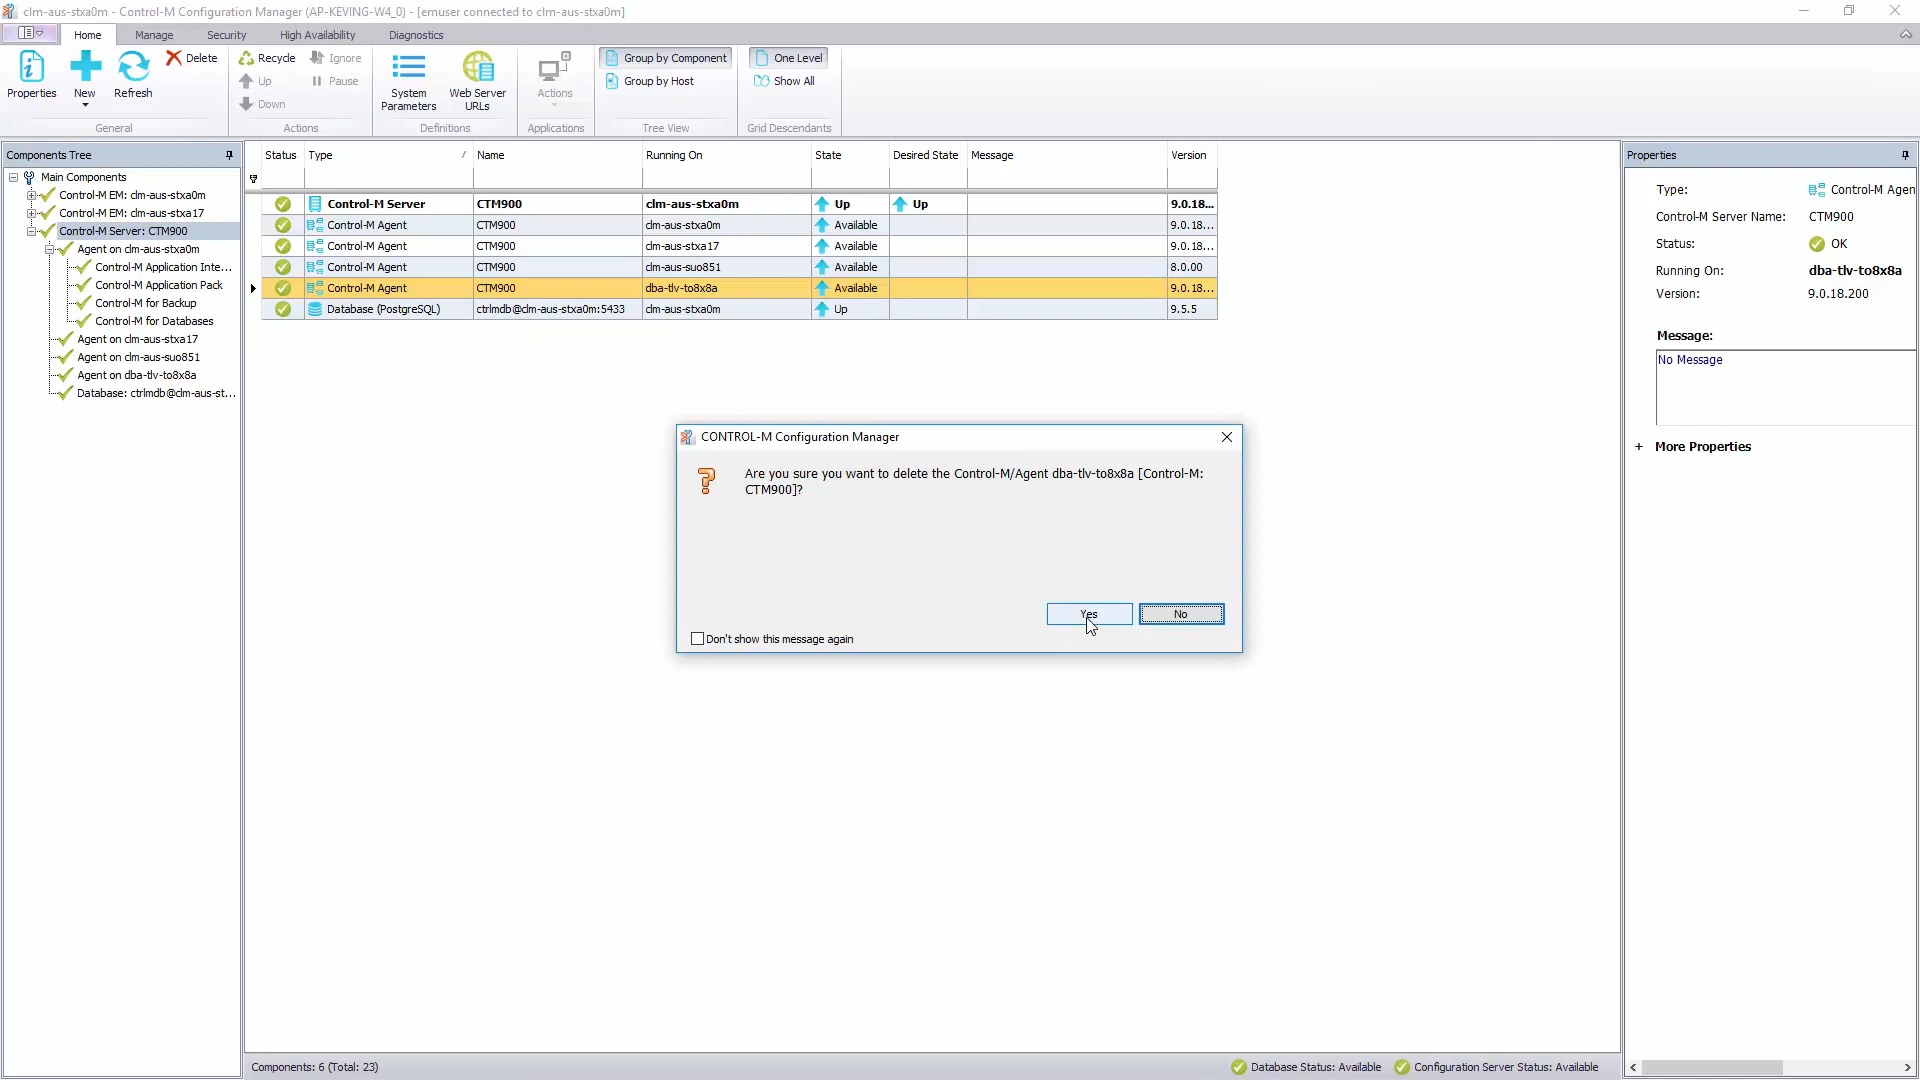 clm-aus-stxa0m - Control-M Configuration Manager (AP-KEVING-W4_0) - [emuser connected to clm-aus-stxa0m]
Home Manage Security High Availability Diagnostics
Properties New Refresh Delete
General
Recycle Ignore
Up Pause
Down
Actions
System Parameters Web Server URLs
Definitions
Actions
Applications
Group by Component
Group by Host
Tree View
One Level
Show All
Grid Descendants
Components Tree
Main Components
Control-M EM: clm-aus-stxa0m
Control-M EM: clm-aus-stxa17
Control-M Server: CTM900
Agent on clm-aus-stxa0m
Control-M Application Inte...
Control-M Application Pack
Control-M for Backup
Control-M for Databases
Agent on clm-aus-stxa17
Agent on clm-aus-suo851
Agent on dba-tlv-to8x8a
Database: ctrlmdb@clm-aus-st...
Status Type / Name Running On State Desired State Message Version
Control-M Server CTM900 clm-aus-stxa0m Up Up 9.0.18...
Control-M Agent CTM900 clm-aus-stxa0m Available 9.0.18...
Control-M Agent CTM900 clm-aus-stxa17 Available 9.0.18...
Control-M Agent CTM900 clm-aus-suo851 Available 8.0.00
Control-M Agent CTM900 dba-tlv-to8x8a Available 9.0.18...
Database (PostgreSQL) ctrlmdb@clm-aus-stxa0m:5433 clm-aus-stxa0m Up 9.5.5
CONTROL-M Configuration Manager
Are you sure you want to delete the Control-M/Agent dba-tlv-to8x8a [Control-M:
CTM900]?
Yes No
Don't show this message again
Properties
Type: Control-M Agen
Control-M Server Name: CTM900
Status: OK
Running On: dba-tlv-to8x8a
Version: 9.0.18.200
Message:
No Message
+ More Properties
Components: 6 (Total: 23)
Database Status: Available Configuration Server Status: Available